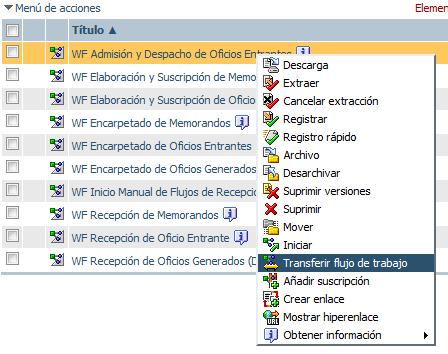 Menú de acciones
Elemen
Título
WF Admisión y Despacho de Oficios Entrantes
WF Elaboración y Suscripción de Memo
WF Elaboración y Suscripción de Oficio
WF Encarpetado de Memorandos
WF Encarpetado de Oficios Entrantes
WF Encarpetado de Oficios Generados
WF Inicio Manual de Flujos de Recepció
WF Recepción de Memorandos
WF Recepción de Oficio Entrante
WF Recepción de Oficios Generados (D
Descarga
Extraer
Cancelar extracción
Registrar
Registro rápido
Archivo
Desarchivar
Suprimir versiones
Suprimir
Mover
Iniciar
Transferir flujo de trabajo
Añadir suscripción
Crear enlace
Mostrar hiperenlace
Obtener información